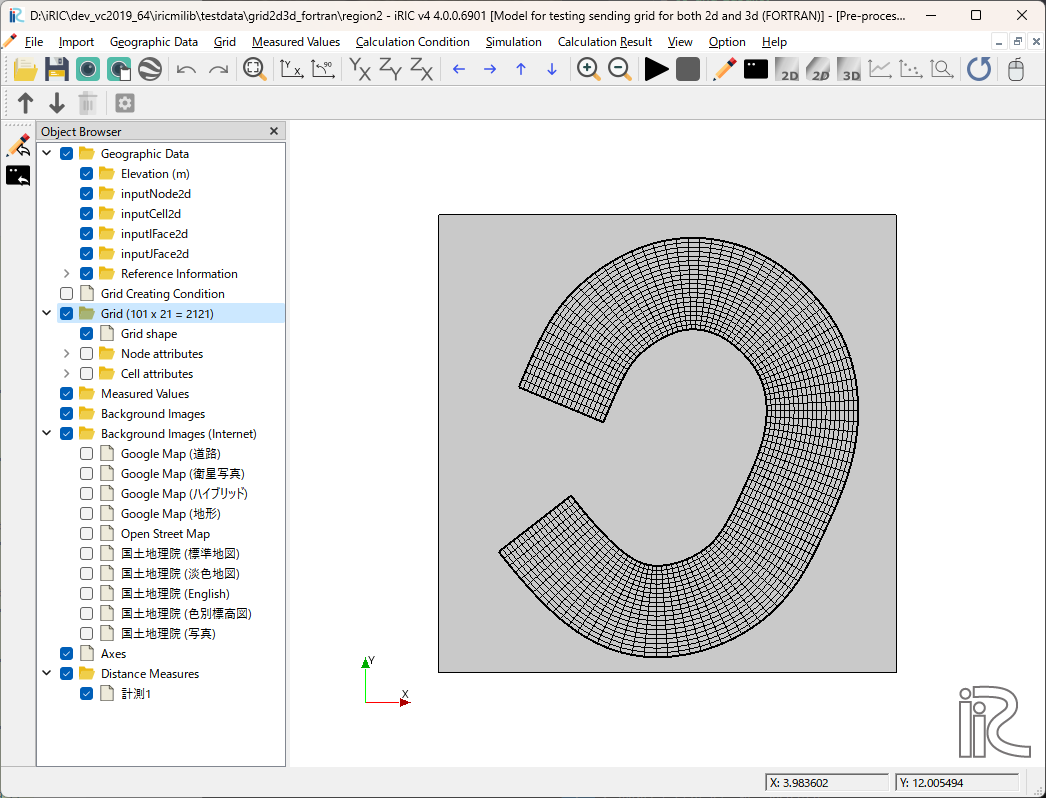 D:\iRIC\dev_vc2019_64\iricmilib\testdata\grid2d3d_fortran\region2 - iRIC v4 4.0.0.6901 [Model for testing sending grid for both 2d and 3d (FORTRAN)] - [Pre-proces...
File Import Geographic Data Grid Measured Values Calculation Condition Simulation Calculation Result View Option Help
Y X Y -90 YX ZY ZX 2D 2D 3D
Object Browser
Geographic Data
Elevation (m)
inputNode2d
inputCell2d
inputIFace2d
inputJFace2d
Reference Information
Grid Creating Condition
Grid (101 x 21 = 2121)
Grid shape
Node attributes
Cell attributes
Measured Values
Background Images
Background Images (Internet)
Google Map (道路)
Google Map (衛星写真)
Google Map (ハイブリッド)
Google Map (地形)
Open Street Map
国土地理院 (標準地図)
国土地理院 (淡色地図)
国土地理院 (English)
国土地理院 (色別標高図)
国土地理院 (写真)
Axes
Distance Measures
計測1
Y
X
iRIC
X: 3.983602
Y: 12.005494